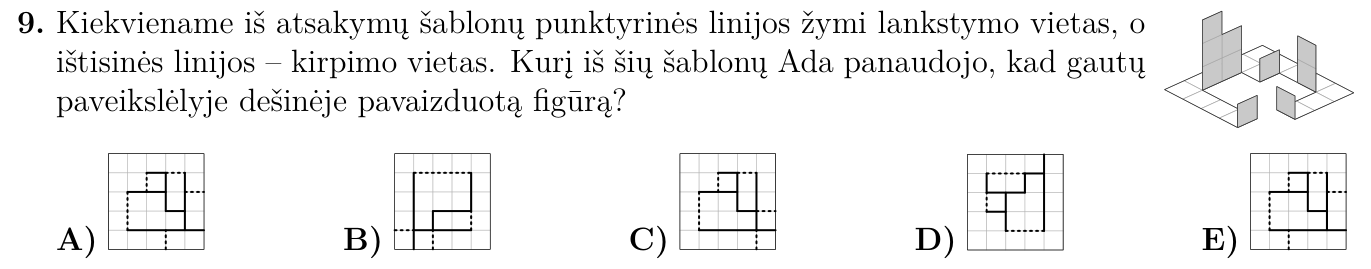 9. Kiekviename iš atsakymų šablonų punktyrinės linijos žymi lankstymo vietas, o
ištisinės linijos – kirpimo vietas. Kurį iš šių šablonų Ada panaudojo, kad gautų
paveikslėlyje dešinėje pavaizduotą figūrą?
A) B) C) D) E)